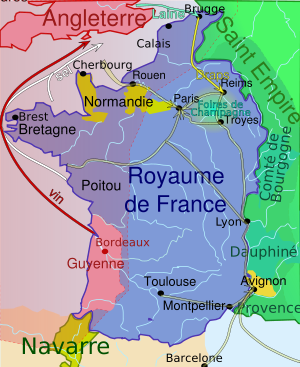 Angleterre
Laine
Brugge
Calais
Saint Empire
Sel
Cherbourg
Rouen
Draps
Reims
Normandie
Paris
Foires de
Champagne
Troyes
Brest
Bretagne
Comté de
Bourgogne
vin
Poitou
Royaume
de France
Lyon
Bordeaux
Guyenne
Dauphiné
Toulouse
Avignon
Montpellier
Provence
Navarre
Barcelone